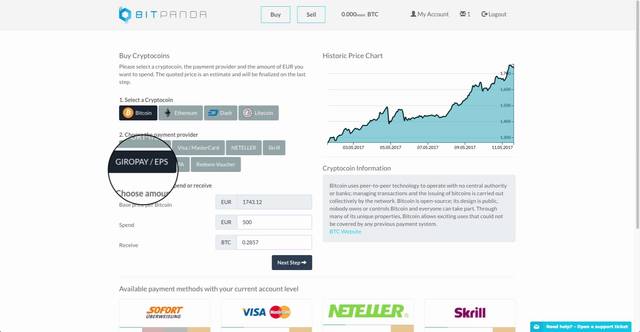 BITPANDA
Buy
Sell
0.000 BTC
My Account
1
Logout
Buy Cryptocoins
Please select a cryptocoin, the payment provider and the amount of EUR you
want to spend. The quoted price is an estimate and will be finalized on the last
step.
1. Select a Cryptocoin
Bitcoin
Ethereum
Dash
Litecoin
2. Choose the payment provider
Visa / MasterCard
NETELLER
Skrill
GIROPAY / EPS
Redeem Voucher
Choose amou
spend or receive
Base price per Bitcoin
EUR
1743.12
Spend
EUR
500
Receive
BTC
0.2857
Next Step
Historic Price Chart
1,700
1,600
1,500
1,400
1,300
03.05.2017
05.05.2017
07.05.2017
09.05.2017
11.05.2017
Cryptocoin Information
Bitcoin uses peer-to-peer technology to operate with no central authority
or banks; managing transactions and the issuing of bitcoins is carried out
collectively by the network. Bitcoin is open-source; its design is public,
nobody owns or controls Bitcoin and everyone can take part. Through
many of its unique properties, Bitcoin allows exciting uses that could not
be covered by any previous payment system.
BTC Website
Available payment methods with your current account level
SOFORT
ÜBERWEISUNG
VISA
MasterCard
NETELLER
Skrill
Need help? - Open a support ticket